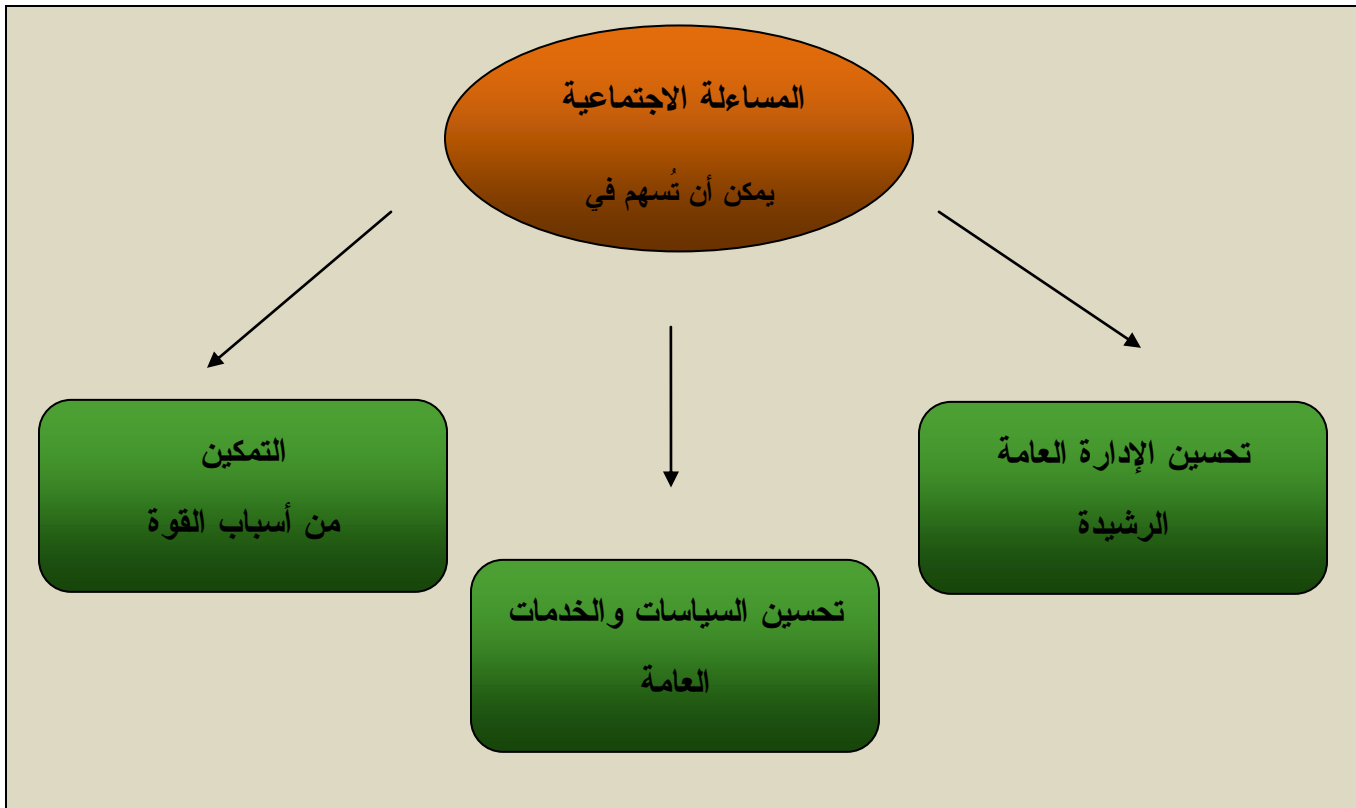 المساءلة الاجتماعية
يمكن أن تُسهم في
تحسين الإدارة العامة
الرشيدة
تحسين السياسات والخدمات
العامة
التمكين
من أسباب القوة